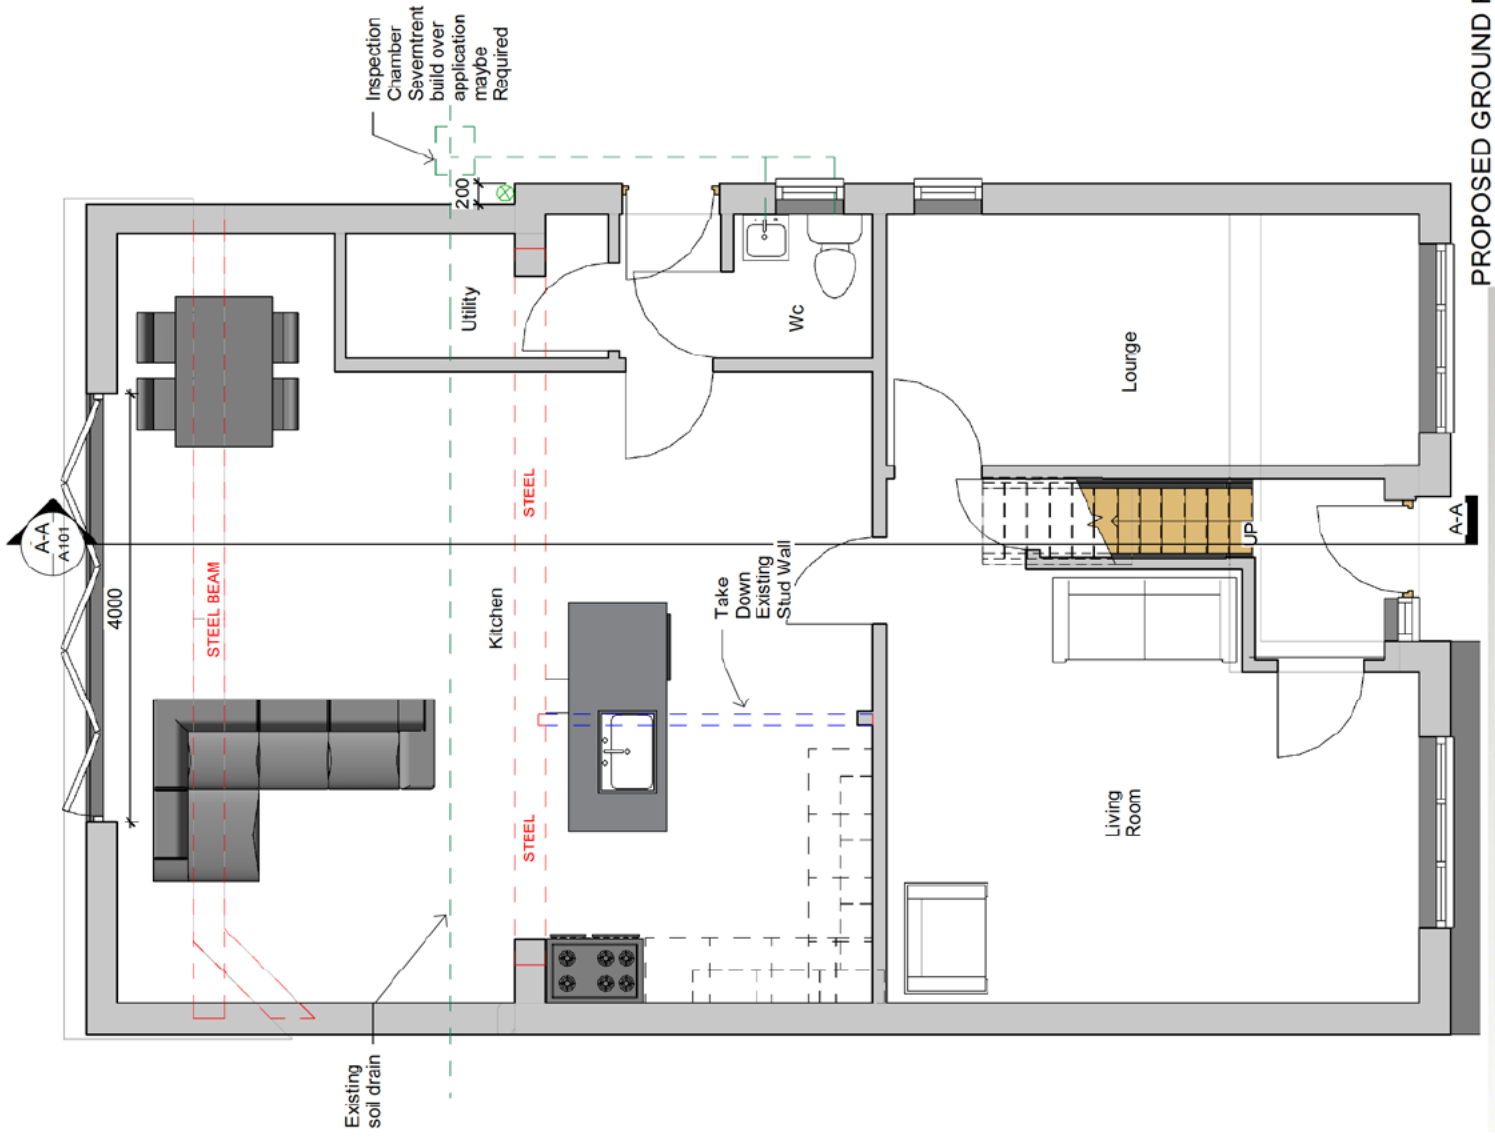 Inspection
Chamber
Severntrent
build over
application
maybe
Required
200
A-A
A101
4000
STEEL BEAM
Utility
STEEL
Kitchen
STEEL
Wc
Take
Down
Existing
Stud Wall
Lounge
UP
A-A
Living
Room
Existing
soil drain
PROPOSED GROUND